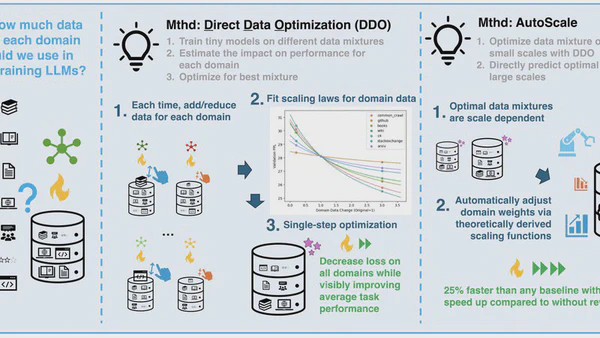 ow much data
each domain
ld we use in
raining LLMs?
Mthd: Direct Data Optimization (DDO)
1. Train tiny models on different data mixtures
2. Estimate the impact on performance for
each domain
3. Optimize for best mixture
1. Each time, add/reduce
data for each domain
...
2. Fit scaling laws for domain data
common_crawl
github
books
wiki
c4
stackexchange
arxiv
Domain Data Change (Original=1)
3. Single-step optimization
Decrease loss on
all domains while
visibly improving
average task
performance
Mthd: AutoScale
1. Optimize data mixture o
small scales with DDO
2. Directly predict optimal
large scales
1. Optimal data mixtures
are scale dependent
2. Automatically adjust
domain weights via
theoretically derived
scaling functions
25% faster than any baseline with
speed up compared to without re